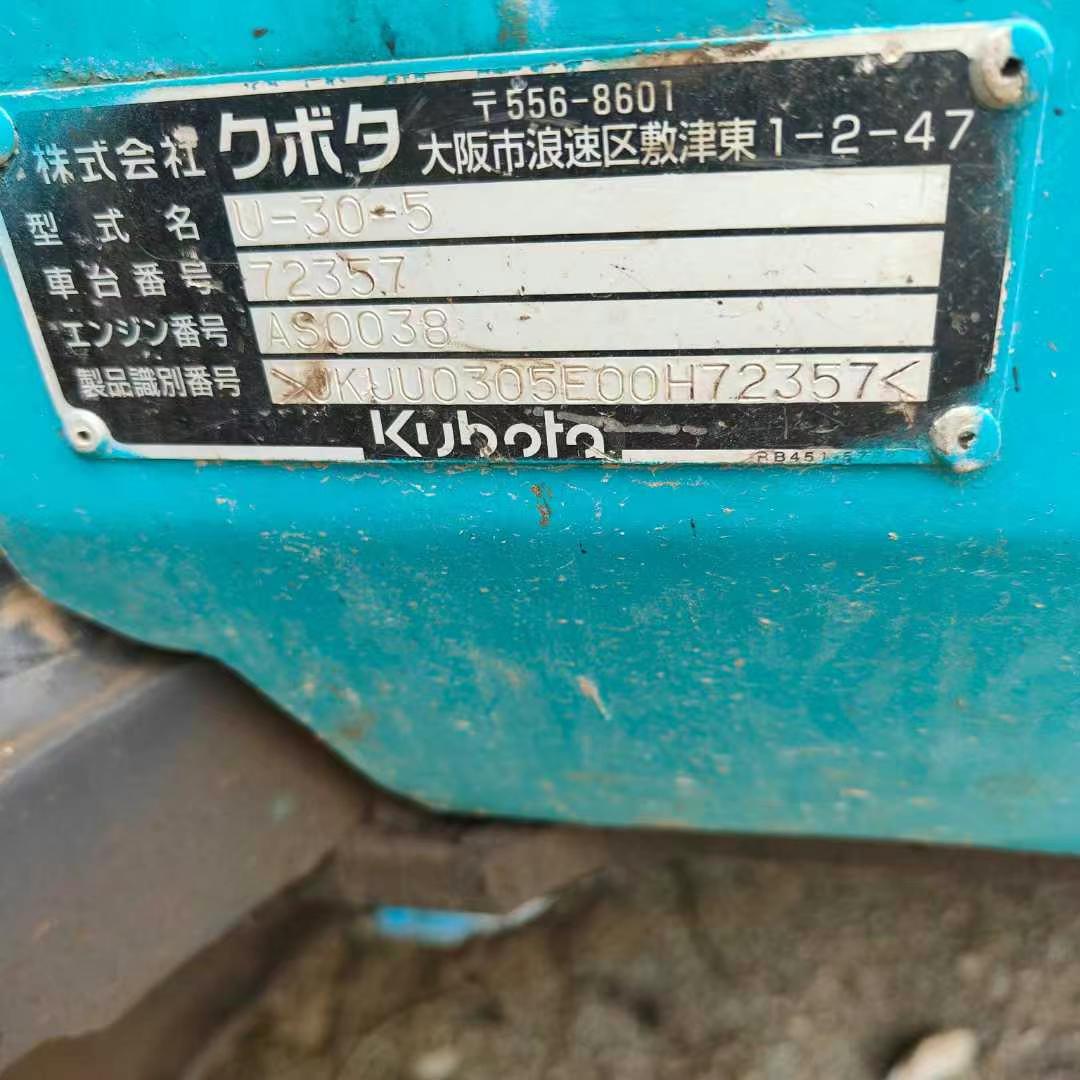 株式会社 クボタ 〒556-8601
大阪市浪速区敷津東1-2-47
型式名 U-30-5
車台番号 72357
エンジン番号 AS0038
製品識別番号 >JKUU0305E00H72357<
Kubota